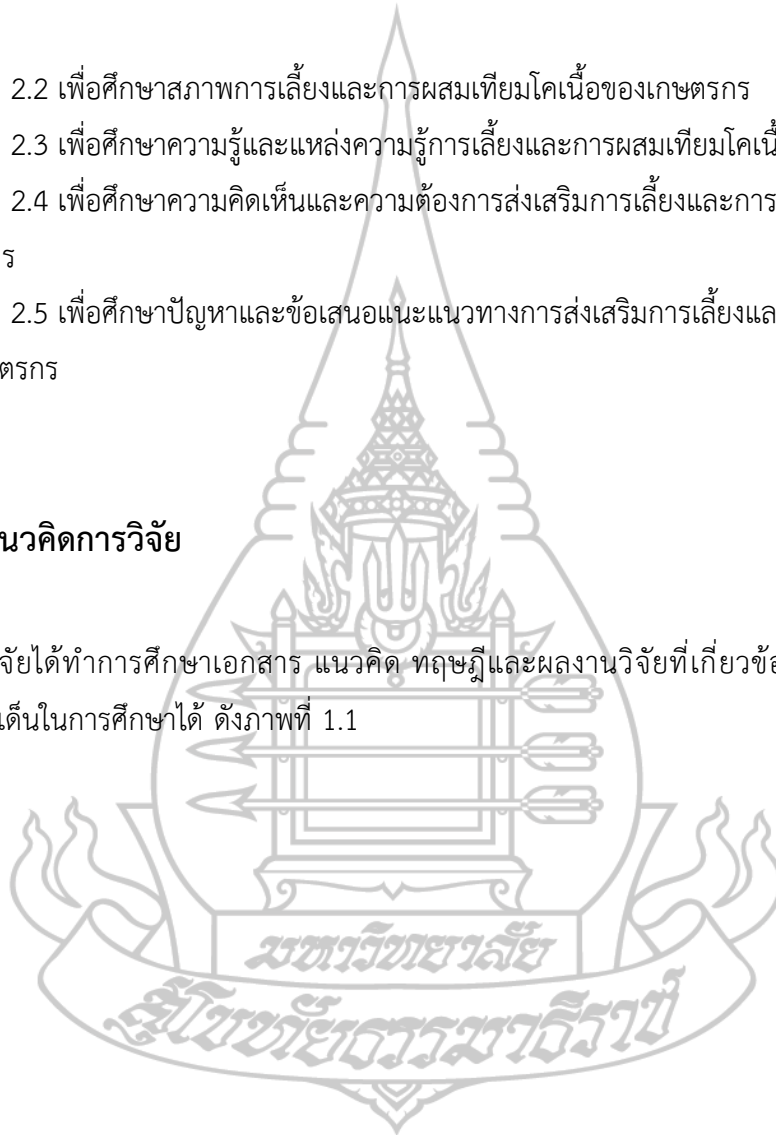 2.2 เพื่อศึกษาสภาพการเลี้ยงและการผสมเทียมโคเนื้อของเกษตรกร
2.3 เพื่อศึกษาความรู้และแหล่งความรู้การเลี้ยงและการผสมเทียมโคเนื้
2.4 เพื่อศึกษาความคิดเห็นและความต้องการส่งเสริมการเลี้ยงและการ
ร
2.5 เพื่อศึกษาปัญหาและข้อเสนอแนะแนวทางการส่งเสริมการเลี้ยงแล
ตรกร
นวคิดการวิจัย
จัยได้ทำการศึกษาเอกสาร แนวคิด ทฤษฎีและผลงานวิจัยที่เกี่ยวข้อ
เด็นในการศึกษาได้ ดังภาพที่ 1.1
มหาวิทยาลัย
สุโขทัยธรรมาธิราช